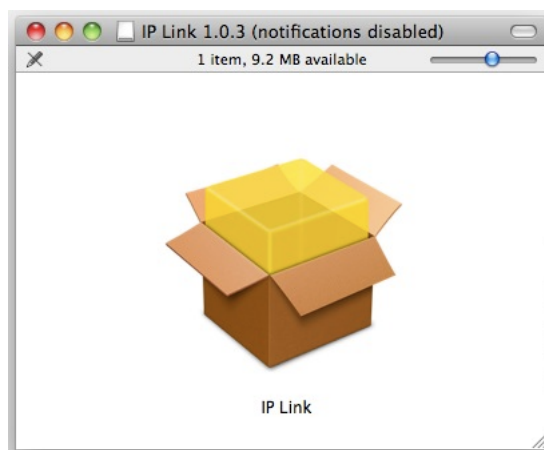 IP Link 1.0.3 (notifications disabled)
1 item, 9.2 MB available
IP Link